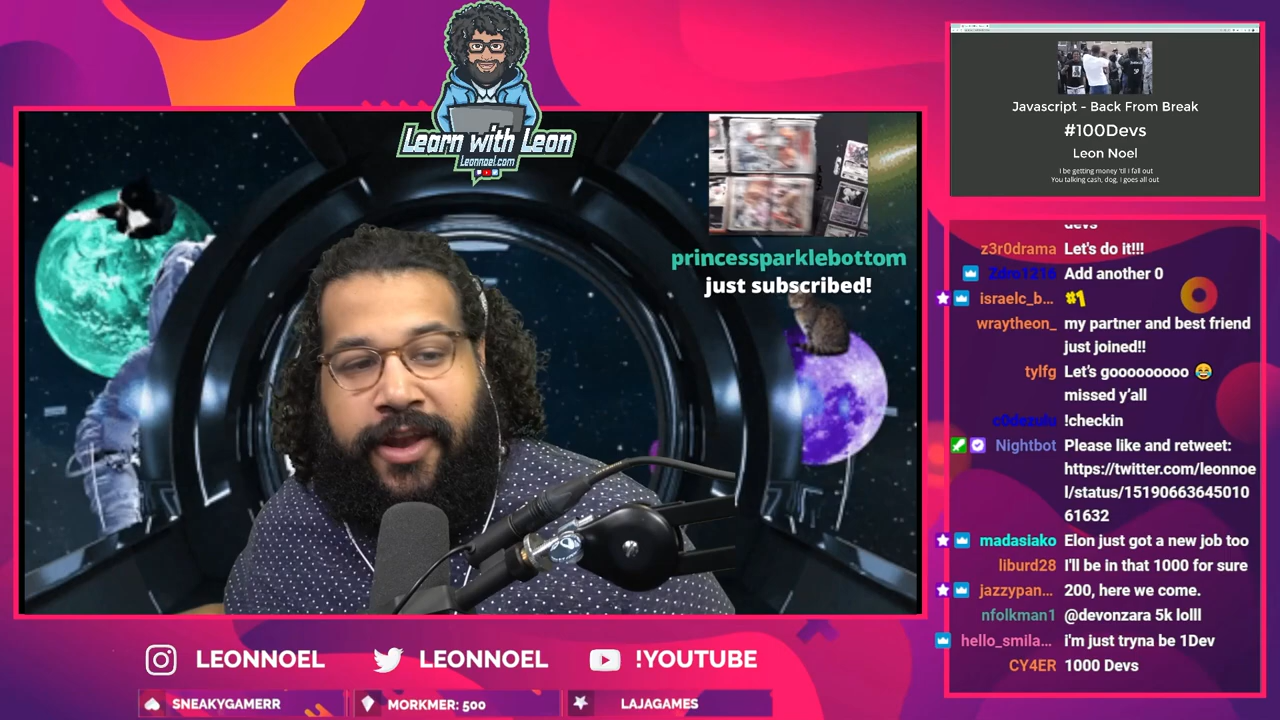 Learn with Leon
Leonnoel.com
princessparklebottom
just subscribed!
LEONNOEL
LEONNOEL
!YOUTUBE
SNEAKYGAMERR
MORKMER: 500
LAJAGAMES
Javascript - Back From Break
#100Devs
Leon Noel
I be getting money 'til I fall out
You talking cash, dog, I goes all out
devs
z3r0drama Let's do it!!!
Zdro1216 Add another 0
israelc_b... #1
wraytheon_ my partner and best friend
just joined!!
tylfg Let's gooooooooo 😂
missed y'all
c0dezulu !checkin
Nightbot Please like and retweet:
https://twitter.com/leonnoe
l/status/15190663645010
61632
madasiako Elon just got a new job too
liburd28 I'll be in that 1000 for sure
jazzypan... 200, here we come.
nfolkman1 @devonzara 5k lolll
hello_smila... i'm just tryna be 1Dev
CY4ER 1000 Devs